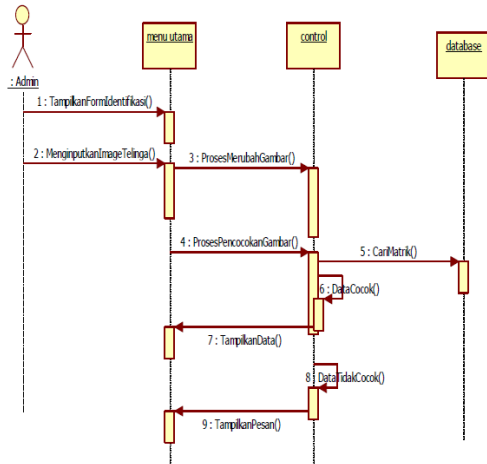 menu utama
control
database
: Admin
1 : TampilkanFormIdentifikasi()
2 : MenginputkanImageTelinga()
3 : ProsesMerubahGambar()
4 : ProsesPencocokanGambar()
5 : CariMatrik()
6 : DataCocok()
7 : TampilkanData()
8 : DataTidakCocok()
9 : TampilkanPesan()